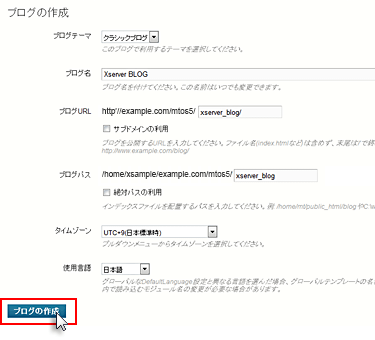 ブログの作成
ブログテーマ
クラシックブログ
このブログで利用するテーマを選択してください。
ブログ名
Xserver BLOG
ブログ名を付けてください。この名前はいつでも変更できます。
ブログURL
http://example.com/mtos5/ xserver_blog/
サブドメインの利用
ブログを公開するURLを入力してください。ファイル名(index.htmlなど)は含めず、末尾は'/'で終
http://www.example.com/blog/
ブログパス
/home/xsample/example.com/mtos5/ xserver_blog
絶対パスの利用
インデックスファイルを配置するパスを入力してください。例: /home/mt/public_html/blogやC:¥
タイムゾーン
UTC+9(日本標準時)
プルダウンメニューからタイムゾーンを選択してください。
使用言語
日本語
グローバルなDefaultLanguage設定と異なる言語を選んだ場合、グローバルテンプレートの名
内で読み込むモジュール名の変更が必要な場合があります。
ブログの作成